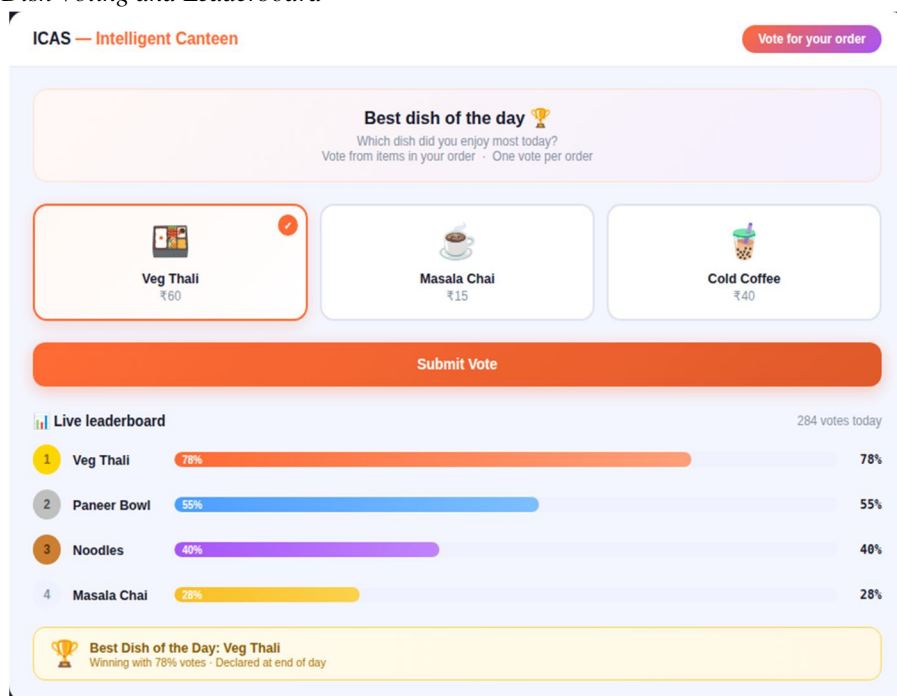 Dish Voting and Leaderboard
ICAS — Intelligent Canteen
Vote for your order
Best dish of the day
Which dish did you enjoy most today?
Vote from items in your order · One vote per order
Veg Thali
₹60
Masala Chai
₹15
Cold Coffee
₹40
Submit Vote
Live leaderboard
284 votes today
1 Veg Thali 78% 78%
2 Paneer Bowl 55% 55%
3 Noodles 40% 40%
4 Masala Chai 28% 28%
Best Dish of the Day: Veg Thali
Winning with 78% votes · Declared at end of day